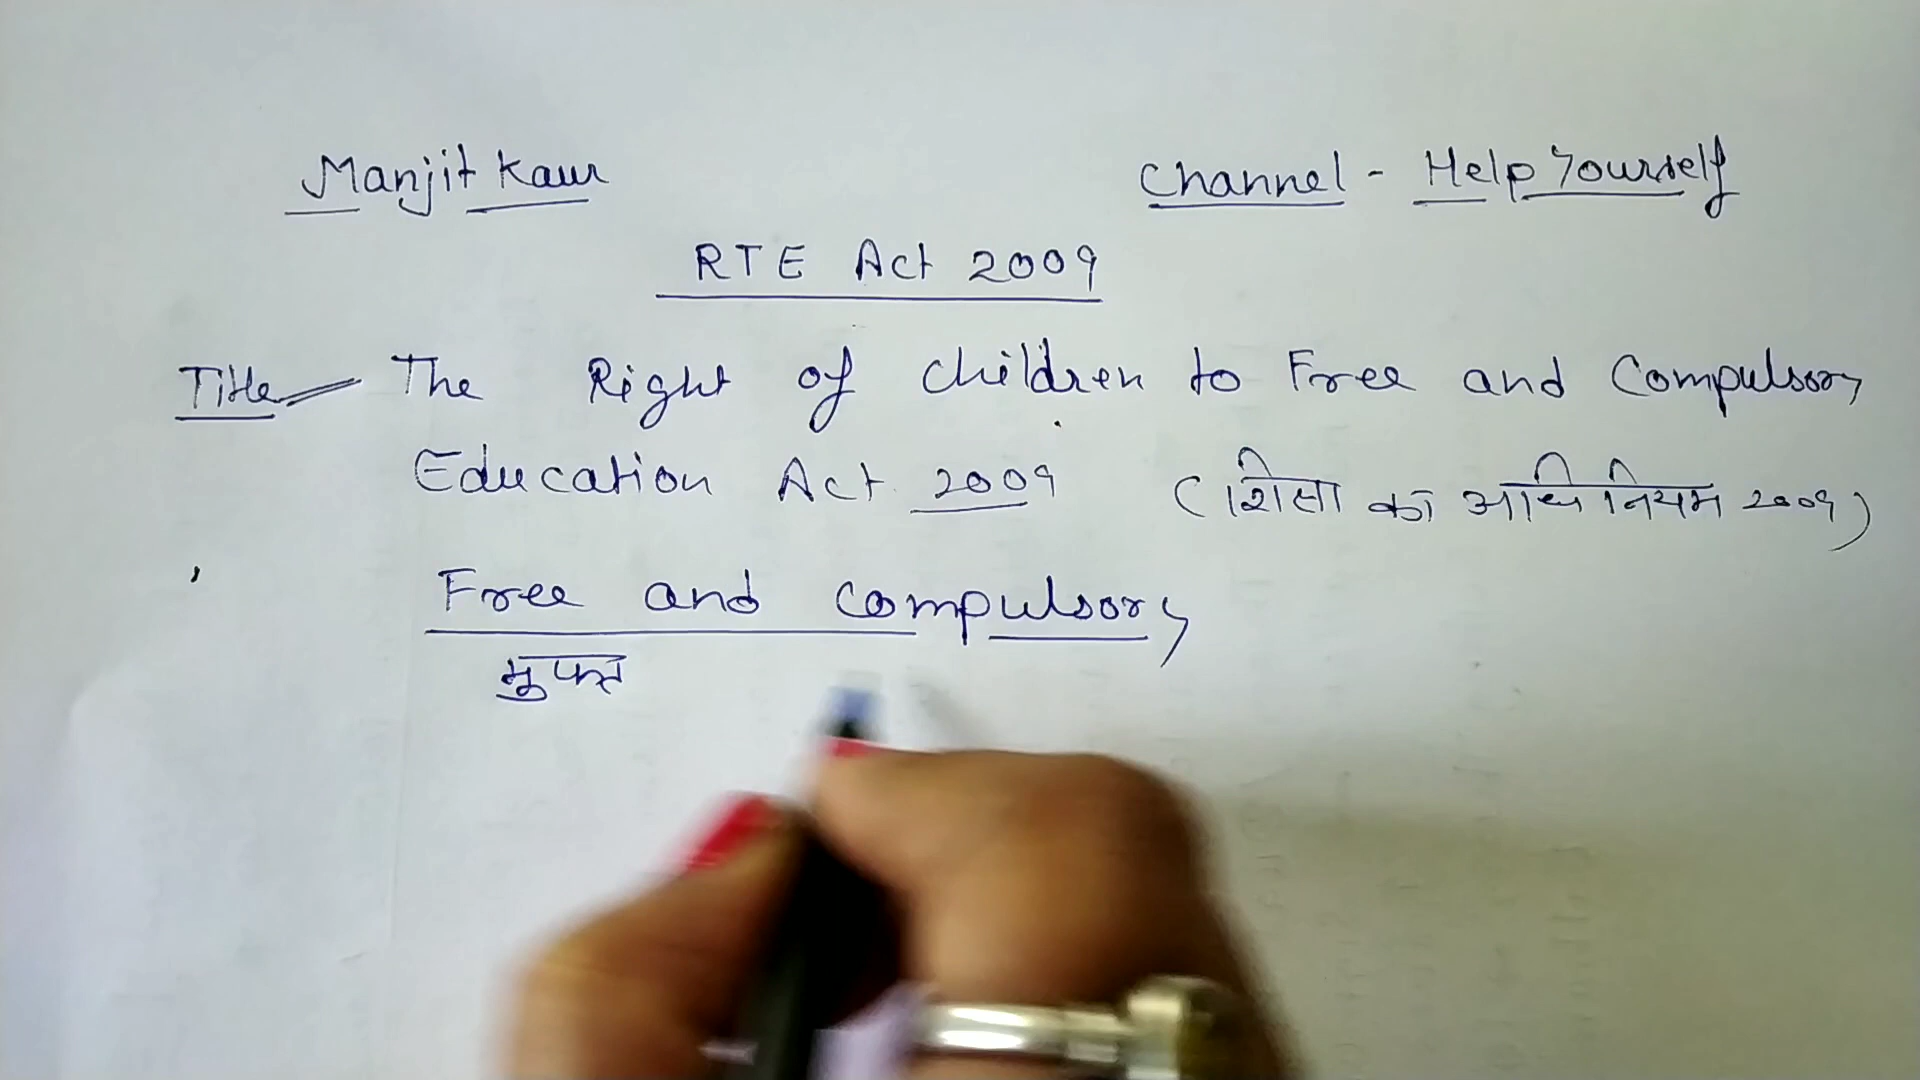 Manjit Kaur Channel - Help Yourself
RTE Act 2009
Title The Right of Children to Free and Compulsory
Education Act 2009 (शिक्षा का अधिनियम 2009)
Free and Compulsory
मुफ्त